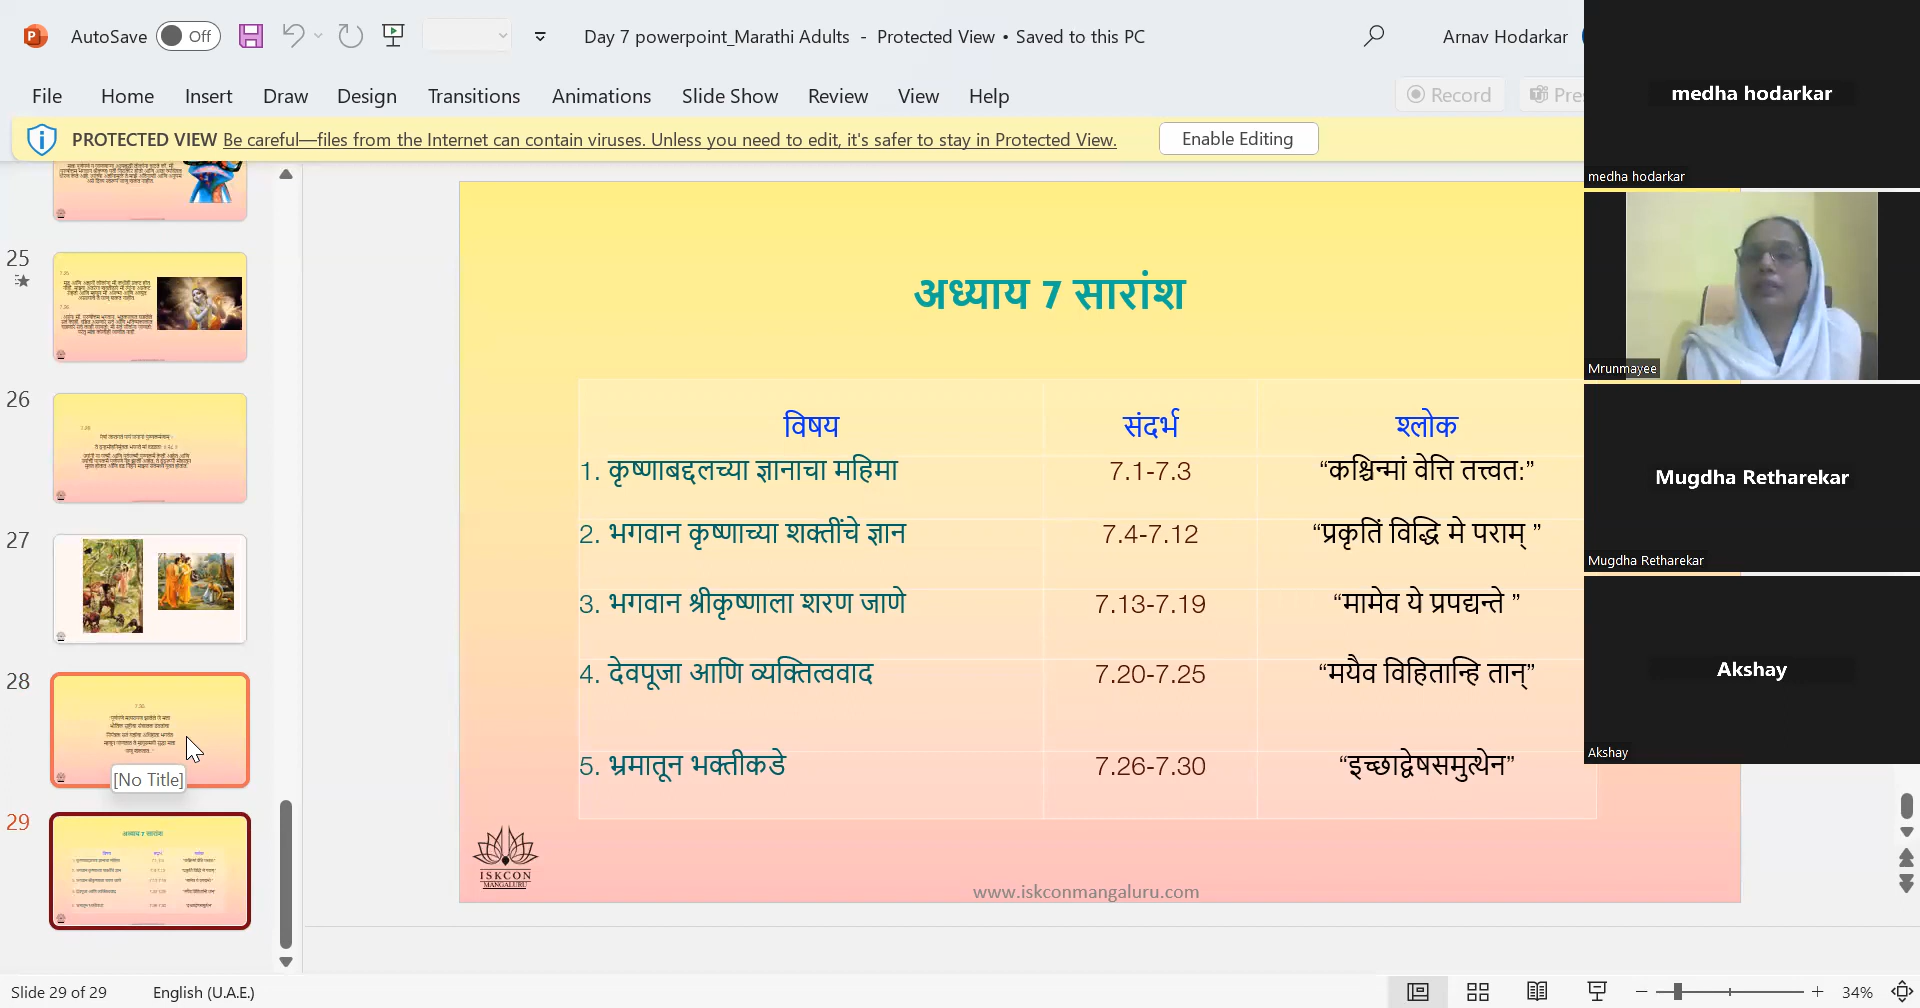 AutoSave Off
Day 7 powerpoint_Marathi Adults - Protected View • Saved to this PC
Arnav Hodarkar
File Home Insert Draw Design Transitions Animations Slide Show Review View Help
Record
PROTECTED VIEW Be careful—files from the Internet can contain viruses. Unless you need to edit, it's safer to stay in Protected View.
Enable Editing
25
26
27
28
[No Title]
29
अध्याय 7 सारांश
विषय संदर्भ श्लोक
1. कृष्णाबद्दलच्या ज्ञानाचा महिमा 7.1-7.3 “कश्चिन्मां वेत्ति तत्त्वत:”
2. भगवान कृष्णाच्या शक्तींचे ज्ञान 7.4-7.12 “प्रकृतिं विद्धि मे पराम् ”
3. भगवान श्रीकृष्णाला शरण जाणे 7.13-7.19 “मामेव ये प्रपद्यन्ते ”
4. देवपूजा आणि व्यक्तित्ववाद 7.20-7.25 “मयैव विहितान्हि तान्”
5. भ्रमातून भक्तीकडे 7.26-7.30 “इच्छाद्वेषसमुत्थेन”
ISKCON
MANGALURU
www.iskconmangaluru.com
medha hodarkar
medha hodarkar
Mrunmayee
Mugdha Retharekar
Mugdha Retharekar
Akshay
Akshay
Slide 29 of 29
English (U.A.E.)
34%